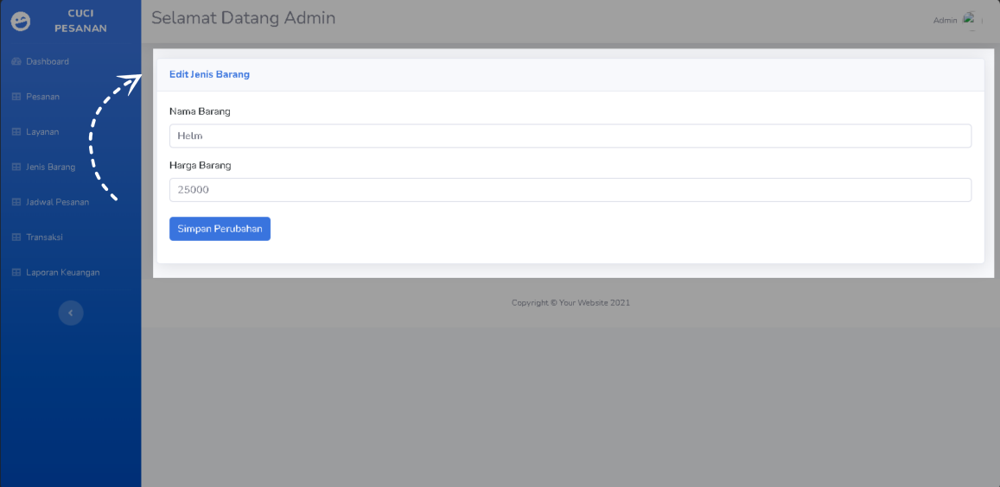 CUCI
PESANAN
Selamat Datang Admin
Admin
Dashboard
Pesanan
Layanan
Jenis Barang
Jadwal Pesanan
Transaksi
Laporan Keuangan
Edit Jenis Barang
Nama Barang
Helm
Harga Barang
25000
Simpan Perubahan
Copyright © Your Website 2021